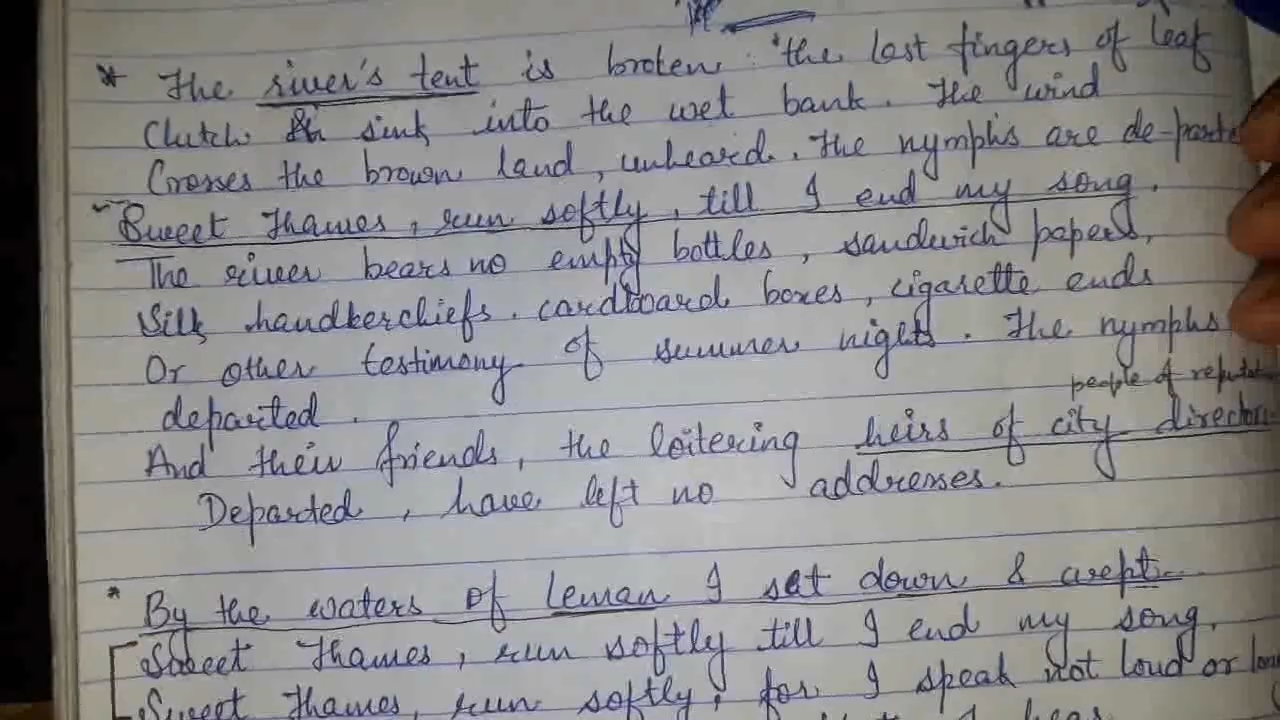 * The river's tent is broken : the last fingers of leaf
Clutch & sink into the wet bank. The wind
Crosses the brown land, unheard. The nymphs are de-parte
Sweet Thames, run softly, till I end my song.
The river bears no empty bottles, sandwich papers,
Silk handkerchiefs, cardboard boxes, cigarette ends
Or other testimony of summer nights. The nymphs
people of reputat
departed.
And their friends, the loitering heirs of city director
Departed, have left no addresses.
* By the waters of Leman I sat down & wept.
Sweet Thames, run softly till I end my song,
Sweet Thames, run softly, for I speak not loud or long
I hear